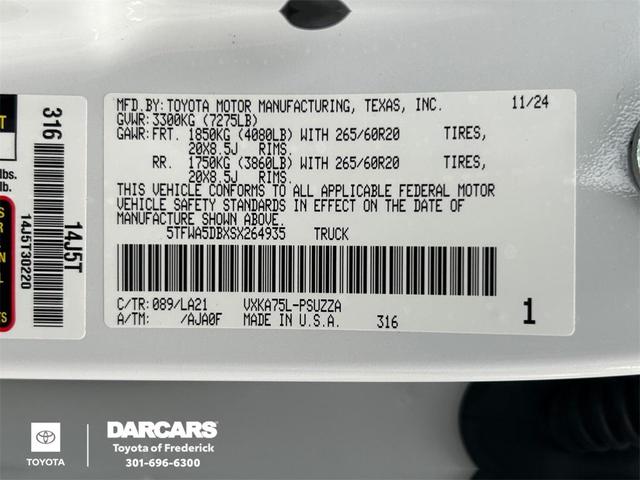 MFD.BY: TOYOTA MOTOR MANUFACTURING, TEXAS, INC. 11/24
GVWR: 3300KG (7275LB)
GAWR: FRT. 1850KG (4080LB) WITH 265/60R20 TIRES,
20X8.5J RIMS.
RR. 1750KG (3860LB) WITH 265/60R20 TIRES,
20X8.5J RIMS.
THIS VEHICLE CONFORMS TO ALL APPLICABLE FEDERAL MOTOR
VEHICLE SAFETY STANDARDS IN EFFECT ON THE DATE OF
MANUFACTURE SHOWN ABOVE.
5TFWA5DBXSX264935 TRUCK
C/TR: 089/LA21 VXKA75L-PSUZZA
A/TM: /AJA0F MADE IN U.S.A. 316 1
316
14J5T
14J5T30220
lbs.
lb.
TOYOTA
DARCARS
Toyota of Frederick
301-696-6300